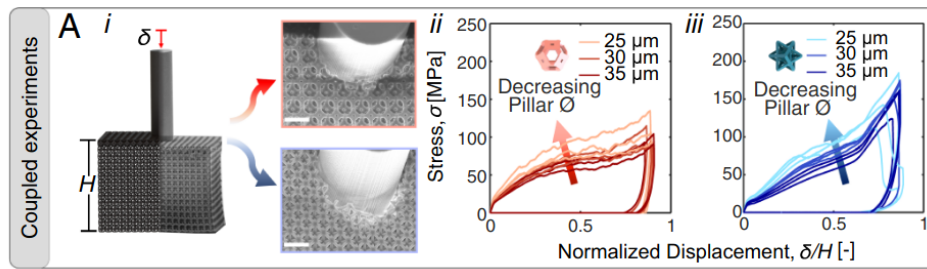 Coupled experiments
A
i
δ
H
ii
Stress, σ [MPa]
250
200
150
100
50
0
0
0.5
1
25 µm
30 µm
35 µm
Decreasing
Pillar Ø
iii
250
200
150
100
50
0
0
0.5
1
25 µm
30 µm
35 µm
Decreasing
Pillar Ø
Normalized Displacement, δ/H [-]